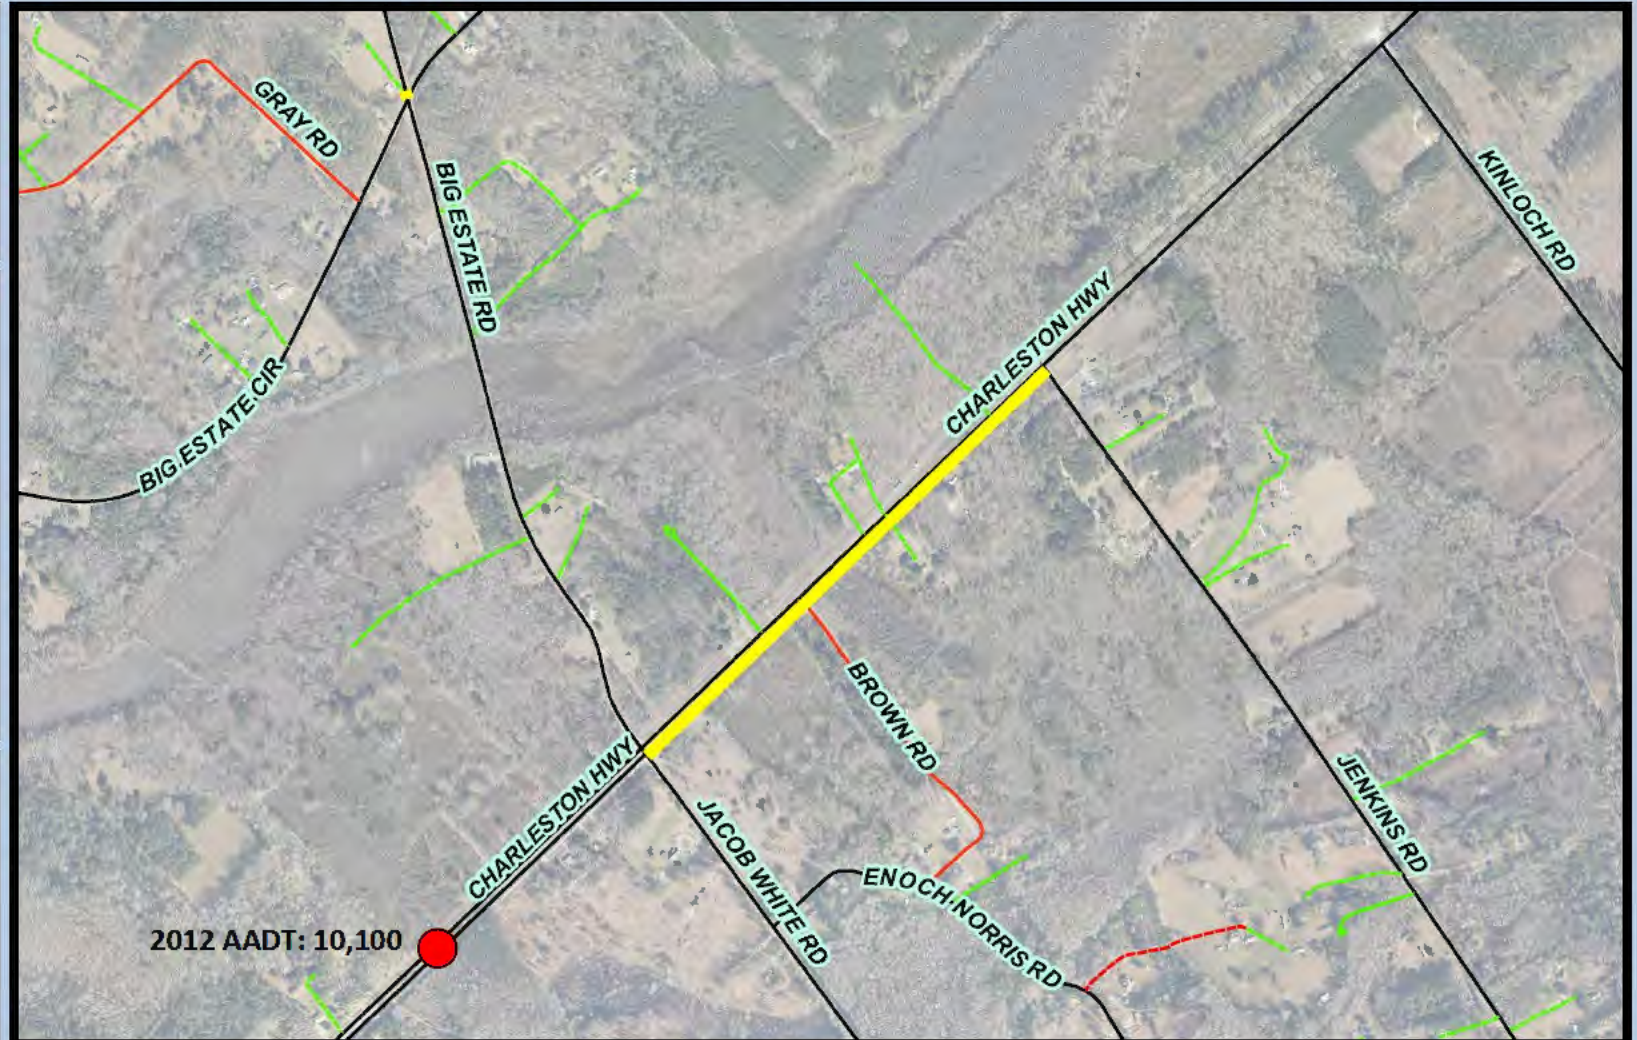 GRAY RD
BIG ESTATE RD
KINLOCH RD
CHARLESTON HWY
BIG ESTATE CIR
BROWN RD
CHARLESTON HWY
JACOB WHITE RD
JENKINS RD
ENOCH NORRIS RD
2012 AADT: 10,100